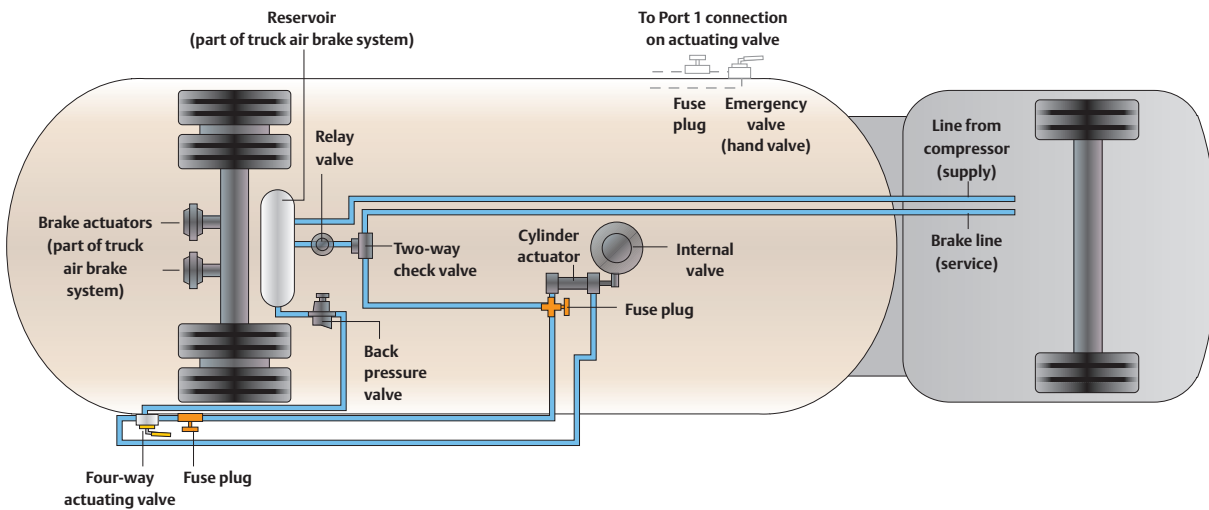 Reservoir
(part of truck air brake system)
To Port 1 connection
on actuating valve
Fuse
plug
Emergency
valve
(hand valve)
Relay
valve
Line from
compressor
(supply)
Brake actuators
(part of truck
air brake
system)
Two-way
check valve
Cylinder
actuator
Internal
valve
Brake line
(service)
Fuse plug
Back
pressure
valve
Four-way
actuating valve
Fuse plug